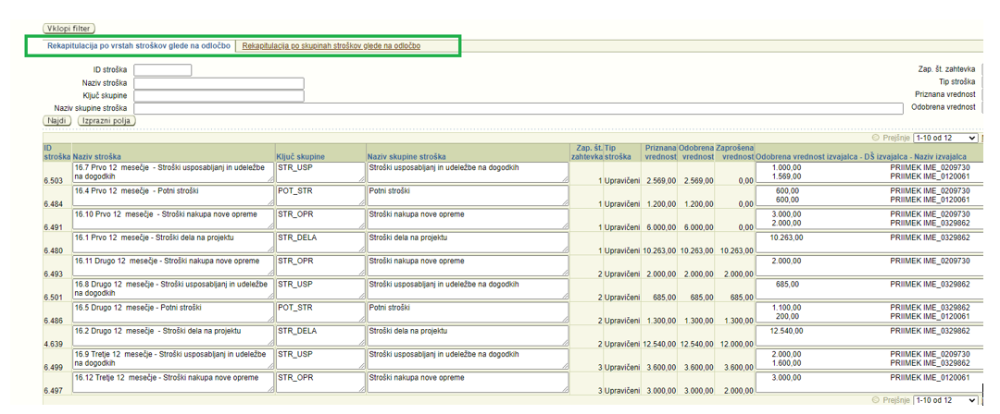 Vklopi filter
Rekapitulacija po vrstah stroškov glede na odločbo Rekapitulacija po skupinah stroškov glede na odločbo
ID stroška Zap. št. zahtevka
Naziv stroška Tip stroška
Ključ skupine Priznana vrednost
Naziv skupine stroška Odobrena vrednost
Najdi Izprazni polja
Prejšnje 1-10 od 12
ID Zap. št. Tip Priznana Odobrena Zaprošena
stroška Naziv stroška Ključ skupine Naziv skupine stroška zahtevka stroška vrednost vrednost vrednost Odobrena vrednost izvajalca - DŠ izvajalca - Naziv izvajalca
16.7 Prvo 12 mesečje - Stroški usposabljanj in udeležbe STR_USP Stroški usposabljanj in udeležbe na dogodkih 1.000,00 PRIIMEK IME_0209730
na dogodkih 1.569,00 PRIIMEK IME_0120061
6.503 1 Upravičeni 2.569,00 2.569,00 0,00
16.4 Prvo 12 mesečje - Potni stroški POT_STR Potni stroški 600,00 PRIIMEK IME_0209730
600,00 PRIIMEK IME_0120061
6.484 1 Upravičeni 1.200,00 1.200,00 0,00
16.10 Prvo 12 mesečje - Stroški nakupa nove opreme STR_OPR Stroški nakupa nove opreme 3.000,00 PRIIMEK IME_0209730
2.000,00 PRIIMEK IME_0329862
6.491 1 Upravičeni 6.000,00 6.000,00 0,00
16.1 Prvo 12 mesečje - Stroški dela na projektu STR_DELA Stroški dela na projektu 10.263,00 PRIIMEK IME_0329862
6.480 1 Upravičeni 10.263,00 10.263,00 10.263,00
16.11 Drugo 12 mesečje - Stroški nakupa nove opreme STR_OPR Stroški nakupa nove opreme 2.000,00 PRIIMEK IME_0209730
6.493 2 Upravičeni 2.000,00 2.000,00 2.000,00
16.8 Drugo 12 mesečje - Stroški usposabljanj in udeležbe STR_USP Stroški usposabljanj in udeležbe na dogodkih 685,00 PRIIMEK IME_0329862
na dogodkih
6.501 2 Upravičeni 685,00 685,00 685,00
16.5 Drugo 12 mesečje - Potni stroški POT_STR Potni stroški 1.100,00 PRIIMEK IME_0329862
200,00 PRIIMEK IME_0120061
6.486 2 Upravičeni 1.300,00 1.300,00 1.300,00
16.2 Drugo 12 mesečje - Stroški dela na projektu STR_DELA Stroški dela na projektu 12.540,00 PRIIMEK IME_0329862
4.639 2 Upravičeni 12.540,00 12.540,00 12.000,00
16.9 Tretje 12 mesečje - Stroški usposabljanj in udeležbe STR_USP Stroški usposabljanj in udeležbe na dogodkih 2.000,00 PRIIMEK IME_0209730
na dogodkih 1.600,00 PRIIMEK IME_0329862
6.499 3 Upravičeni 3.600,00 3.600,00 3.600,00
16.12 Tretje 12 mesečje - Stroški nakupa nove opreme STR_OPR Stroški nakupa nove opreme 3.000,00 PRIIMEK IME_0120061
6.497 3 Upravičeni 3.000,00 3.000,00 2.000,00
Prejšnje 1-10 od 12